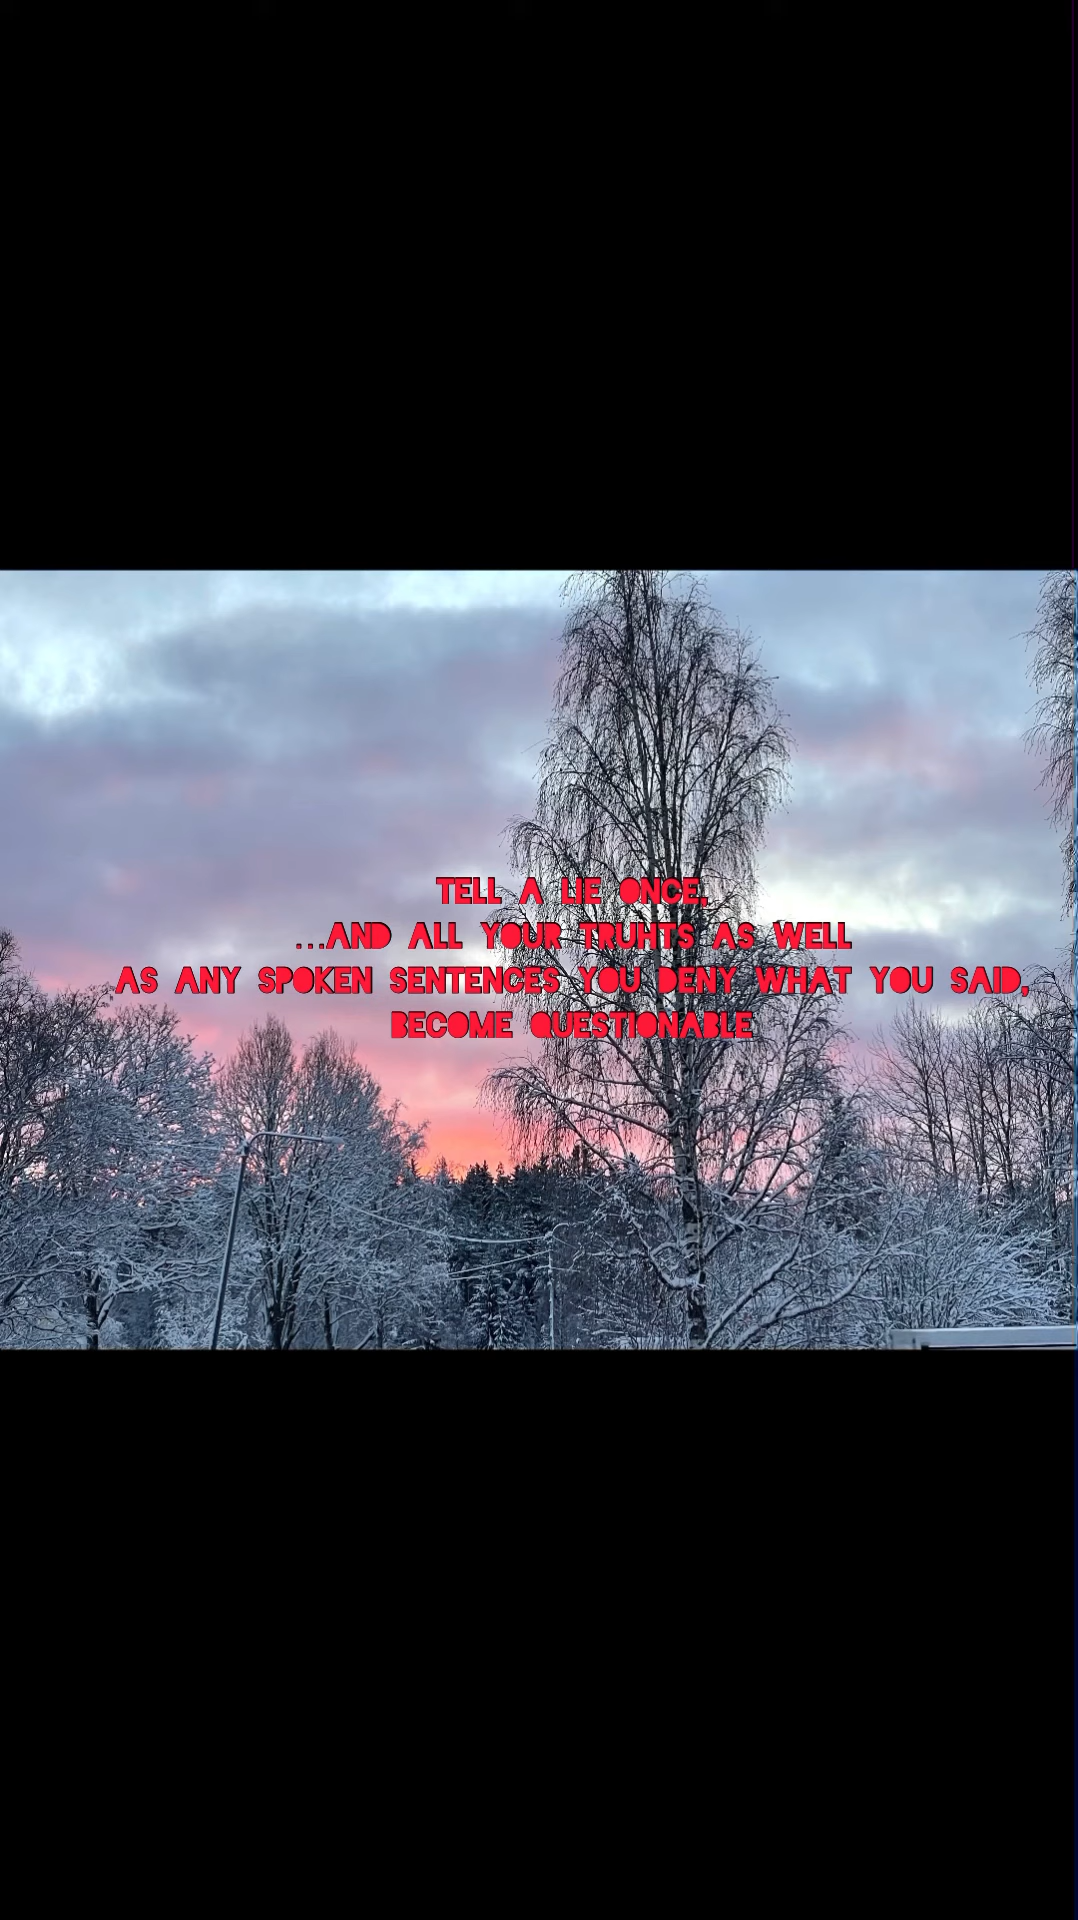 TELL A LIE ONCE,
...AND ALL YOUR TRUHTS AS WELL
AS ANY SPOKEN SENTENCES YOU DENY WHAT YOU SAID,
BECOME QUESTIONABLE